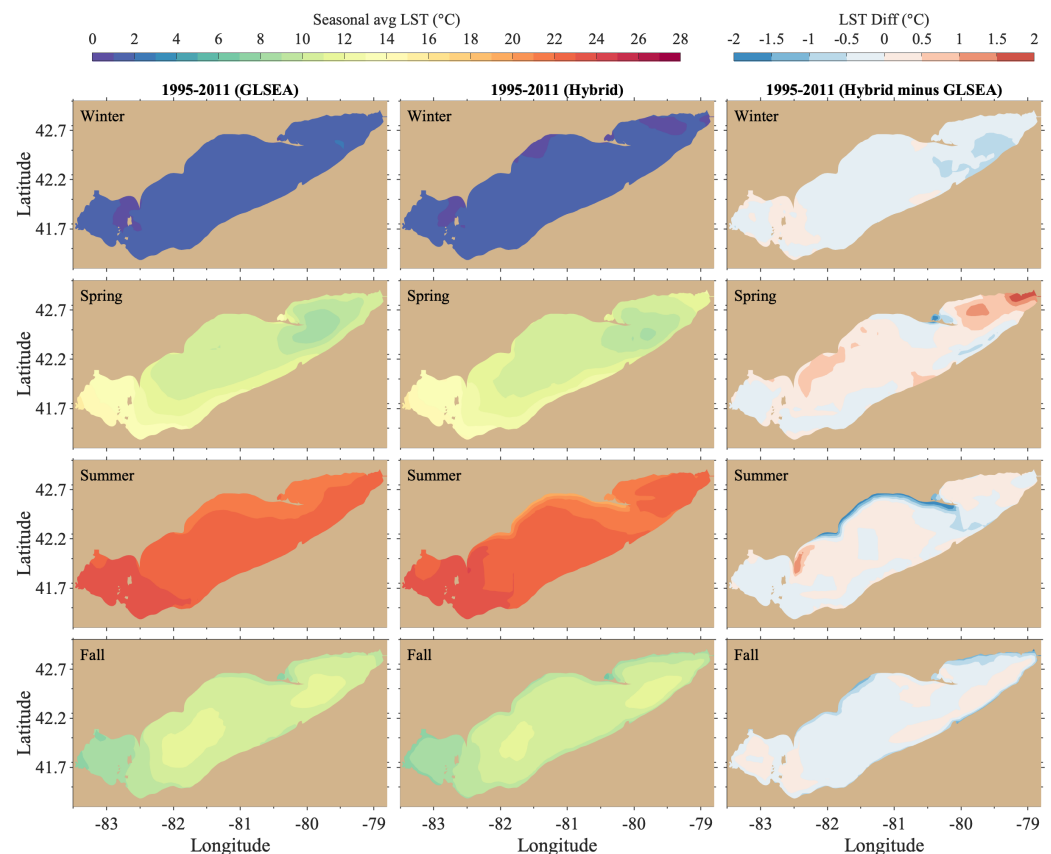 Seasonal avg LST (°C)
LST Diff (°C)
0 2 4 6 8 10 12 14 16 18 20 22 24 26 28
-2 -1.5 -1 -0.5 0 0.5 1 1.5 2
1995-2011 (GLSEA)
1995-2011 (Hybrid)
1995-2011 (Hybrid minus GLSEA)
Winter
Winter
Winter
42.7
42.2
41.7
Latitude
Spring
Spring
Spring
42.7
42.2
41.7
Latitude
Summer
Summer
Summer
42.7
42.2
41.7
Latitude
Fall
Fall
Fall
42.7
42.2
41.7
Latitude
-83 -82 -81 -80 -79
-83 -82 -81 -80 -79
-83 -82 -81 -80 -79
Longitude
Longitude
Longitude